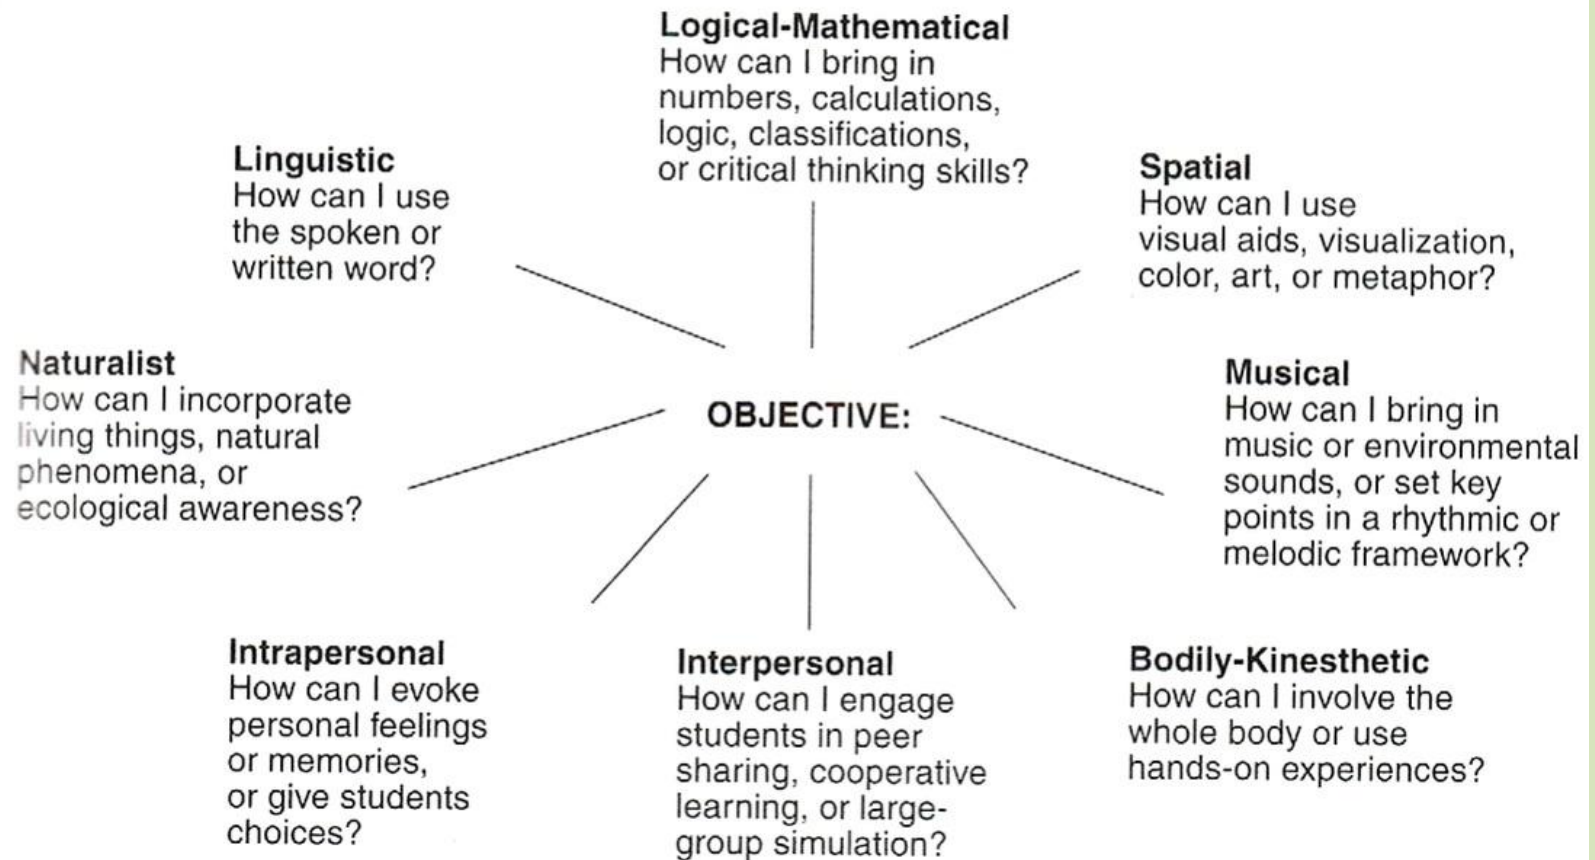 Logical-Mathematical
How can I bring in
numbers, calculations,
logic, classifications,
or critical thinking skills?
Linguistic
How can I use
the spoken or
written word?
Spatial
How can I use
visual aids, visualization,
color, art, or metaphor?
Naturalist
How can I incorporate
living things, natural
phenomena, or
ecological awareness?
OBJECTIVE:
Musical
How can I bring in
music or environmental
sounds, or set key
points in a rhythmic or
melodic framework?
Intrapersonal
How can I evoke
personal feelings
or memories,
or give students
choices?
Interpersonal
How can I engage
students in peer
sharing, cooperative
learning, or large-
group simulation?
Bodily-Kinesthetic
How can I involve the
whole body or use
hands-on experiences?